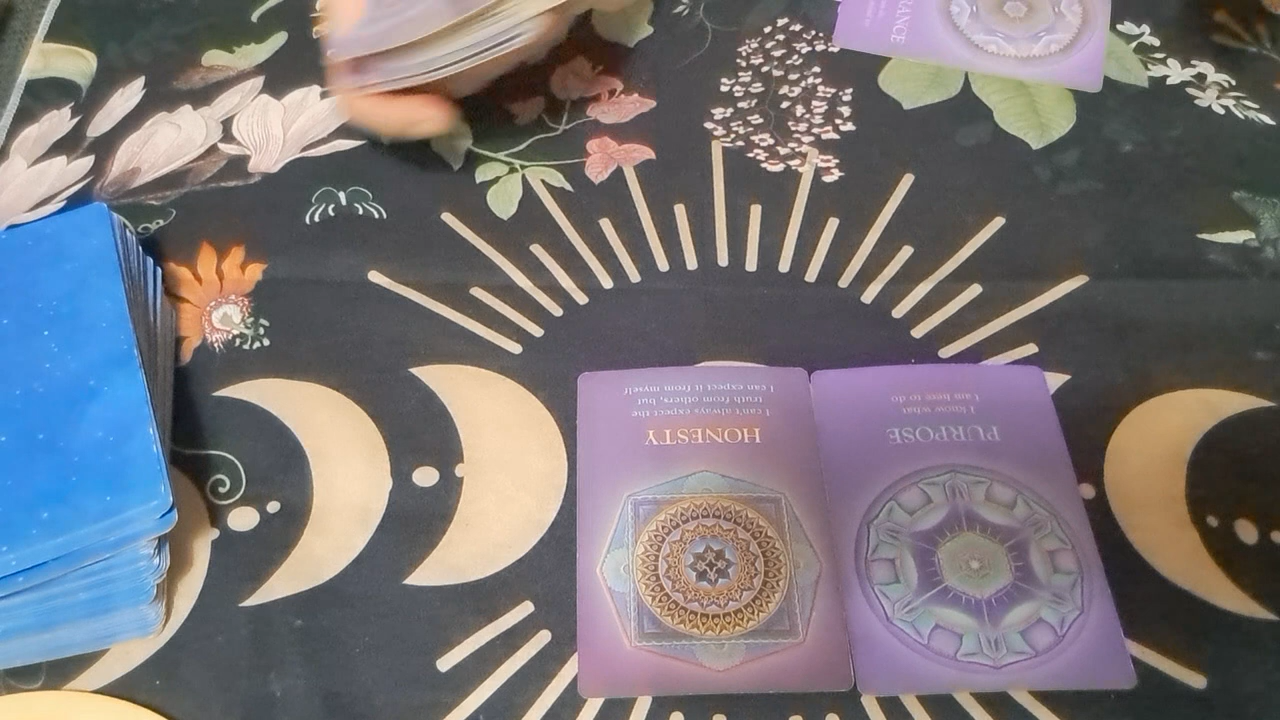 HONESTY
I can't always expect the
truth from others, but
I can expect it from myself
PURPOSE
I know what
I am here to do
RANCE